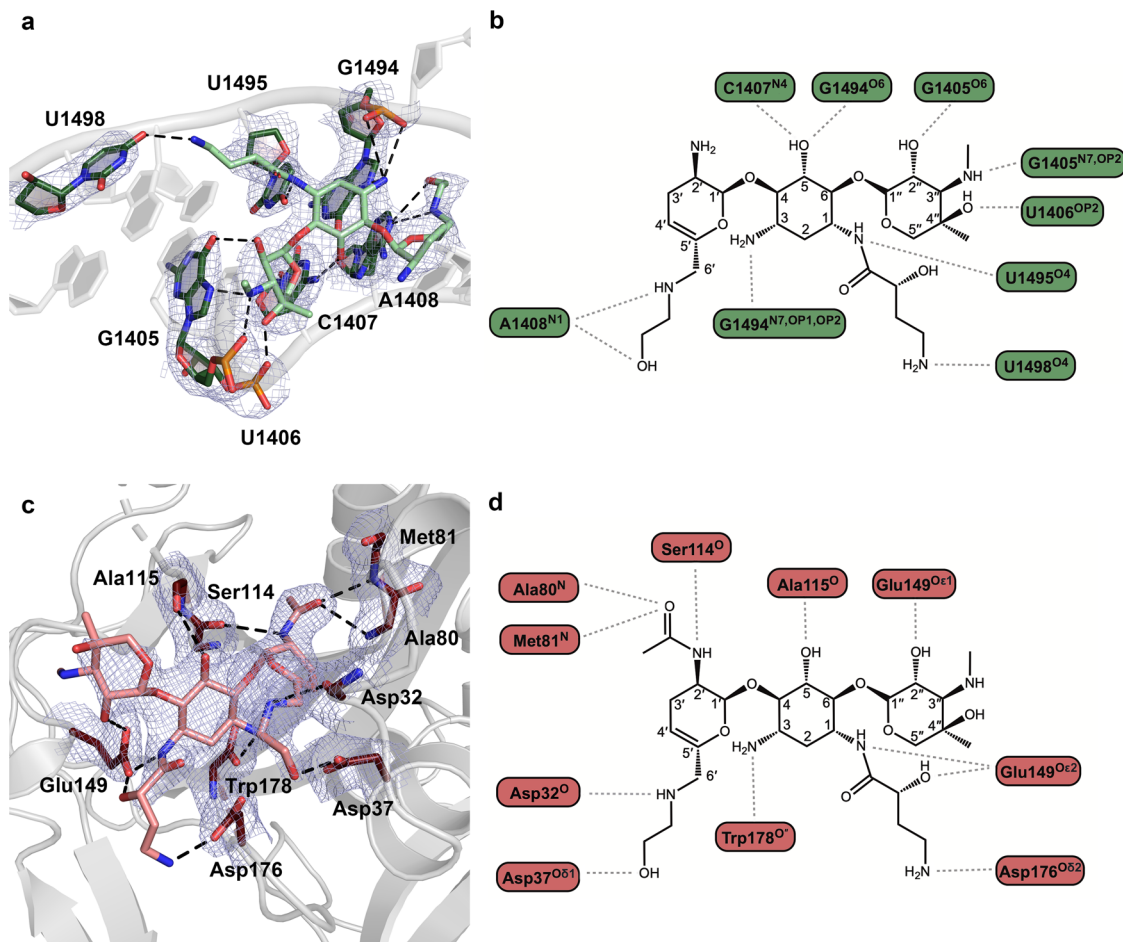 a
U1498
U1495
G1494
G1405
C1407
A1408
U1406
b
C1407N4
G1494O6
G1405O6
NH2
HO
HO
NH
G1405N7,OP2
H
O
U1406OP2
2′
3′
1′
4′
5′
6′
O
O
4
5
6
3
2
1
O
O
1″
2″
3″
4″
5″
H2N
H
N
U1495O4
O
OH
HN
A1408N1
HO
G1494N7,OP1,OP2
H2N
U1498O4
c
Met81
Ala115
Ser114
Ala80
Asp32
Glu149
Trp178
Asp37
Asp176
d
Ser114O
Ala80N
Met81N
Ala115O
Glu149Oε1
O
NH
OH
OH
NH
OH
2′
3′
1′
4′
5′
6′
O
O
4
5
6
3
2
1
O
O
1″
2″
3″
4″
5″
H2N
H
N
H
O
O
Glu149Oε2
Asp32O
HN
Trp178O″
Asp37Oδ1
OH
H2N
Asp176Oδ2